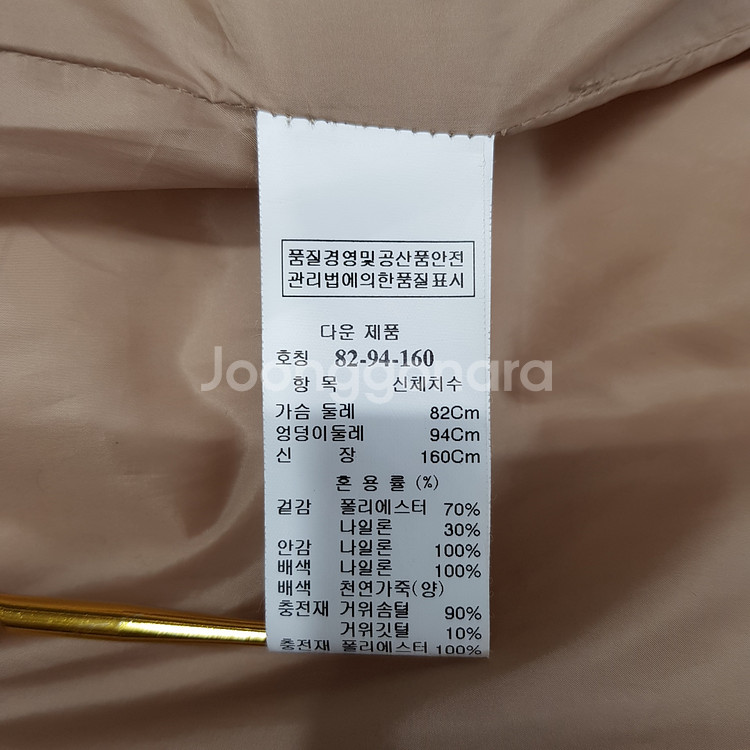 품질경영및공산품안전
관리법에의한품질표시
다운 제품
호칭 82-94-160
Joonggonara
항 목 신체치수
가슴 둘레 82Cm
엉덩이둘레 94Cm
신 장 160Cm
혼 용 률 (%)
겉감 폴리에스터 70%
나일론 30%
안감 나일론 100%
배색 나일론 100%
배색 천연가죽(양)
충전재 거위솜털 90%
거위깃털 10%
충전재 폴리에스터 100%